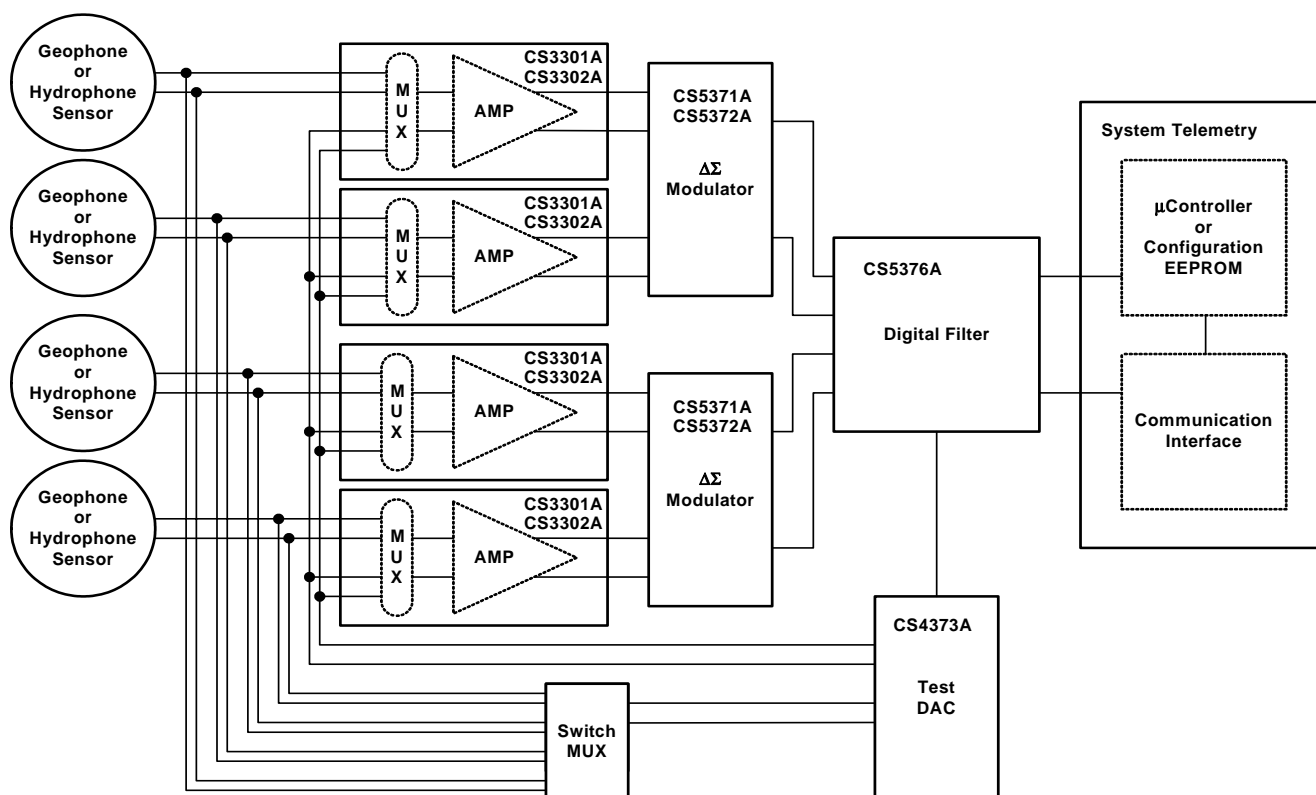 Geophone
or
Hydrophone
Sensor
CS3301A
CS3302A
M
U
X
AMP
Geophone
or
Hydrophone
Sensor
CS3301A
CS3302A
M
U
X
AMP
CS5371A
CS5372A
ΔΣ
Modulator
Geophone
or
Hydrophone
Sensor
CS3301A
CS3302A
M
U
X
AMP
Geophone
or
Hydrophone
Sensor
CS3301A
CS3302A
M
U
X
AMP
CS5371A
CS5372A
ΔΣ
Modulator
CS5376A
Digital Filter
System Telemetry
µController
or
Configuration
EEPROM
Communication
Interface
Switch
MUX
CS4373A
Test
DAC